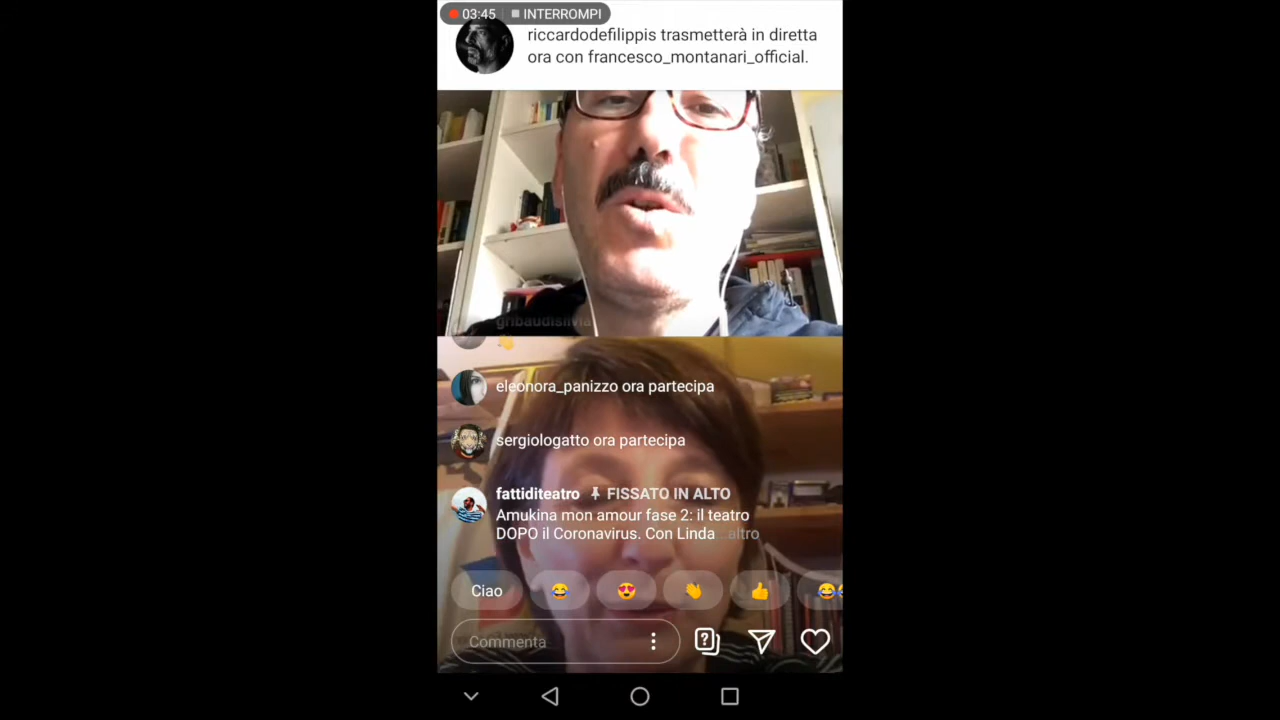 03:45 INTERROMPI
riccardodefilippis trasmetterà in diretta
ora con francesco_montanari_official.
gribaudisilvia
eleonora_panizzo ora partecipa
sergiologatto ora partecipa
fattiditeatro FISSATO IN ALTO
Amukina mon amour fase 2: il teatro
DOPO il Coronavirus. Con Linda ...altro
Ciao
Commenta